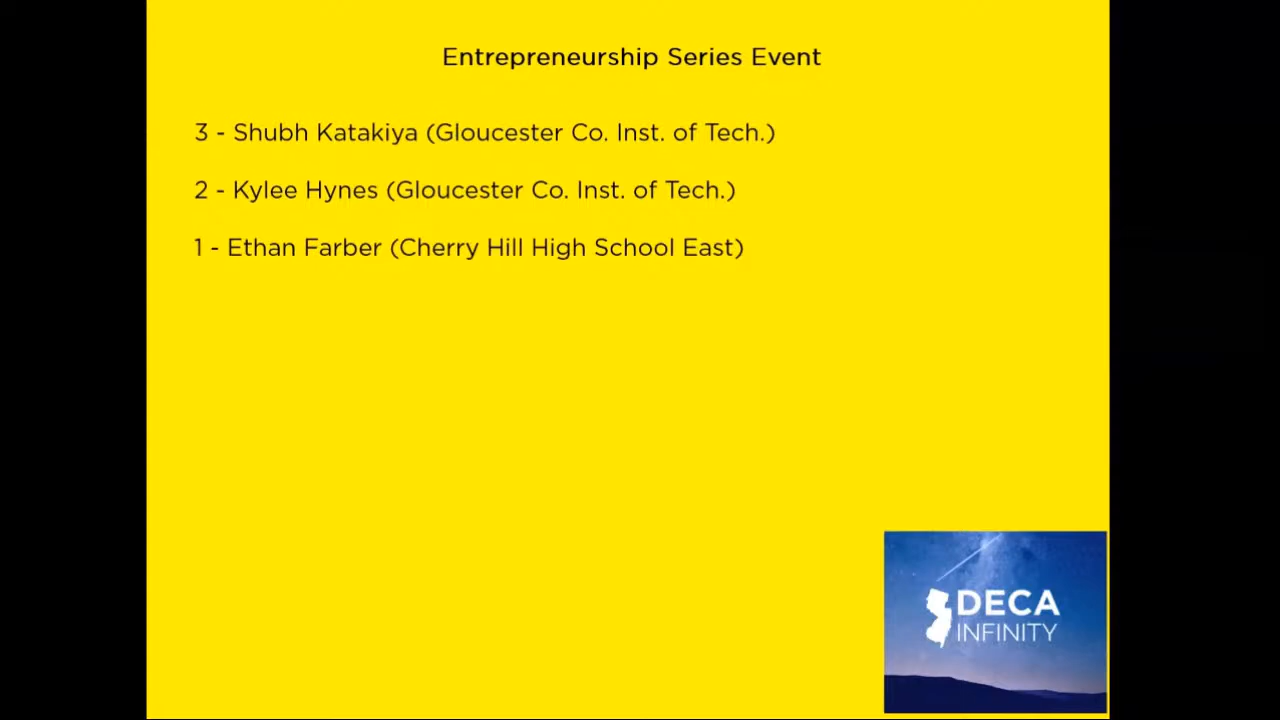 Entrepreneurship Series Event
3 - Shubh Katakiya (Gloucester Co. Inst. of Tech.)
2 - Kylee Hynes (Gloucester Co. Inst. of Tech.)
1 - Ethan Farber (Cherry Hill High School East)
DECA
INFINITY